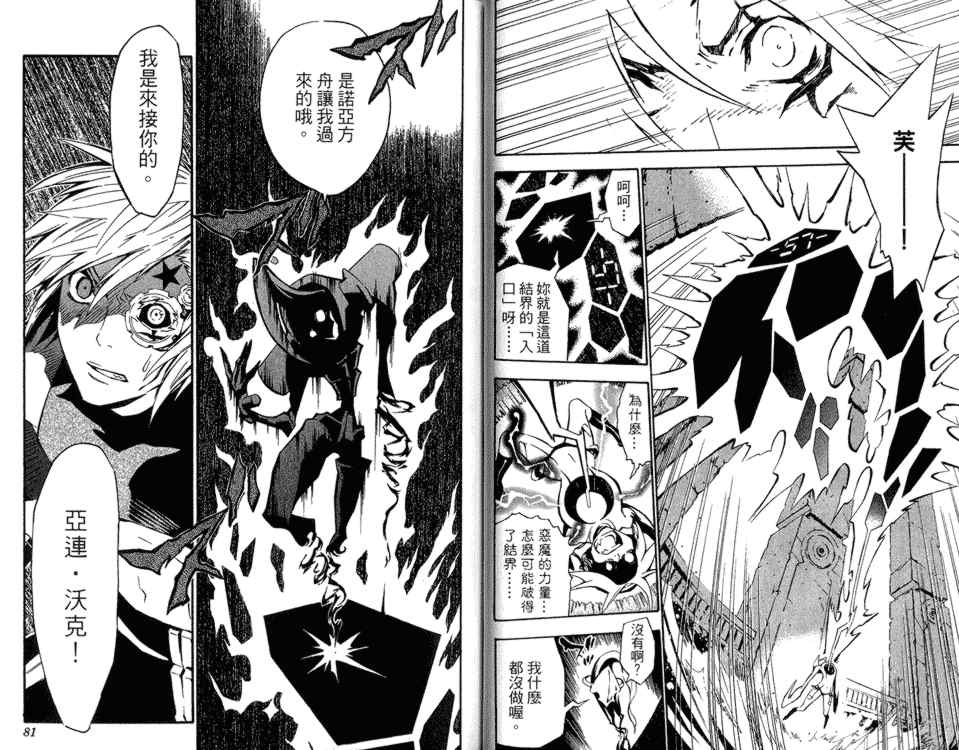 芙——！
57
呵呵…
57
妳就是這道
結界的「入
口」呀……
為什麼…
惡魔的力量…
怎麼可能破得
了結界……
沒有啊？
我什麼
都沒做喔。
是諾亞方
舟讓我過
來的哦。
我是來接你的。
亞連．沃克！
81